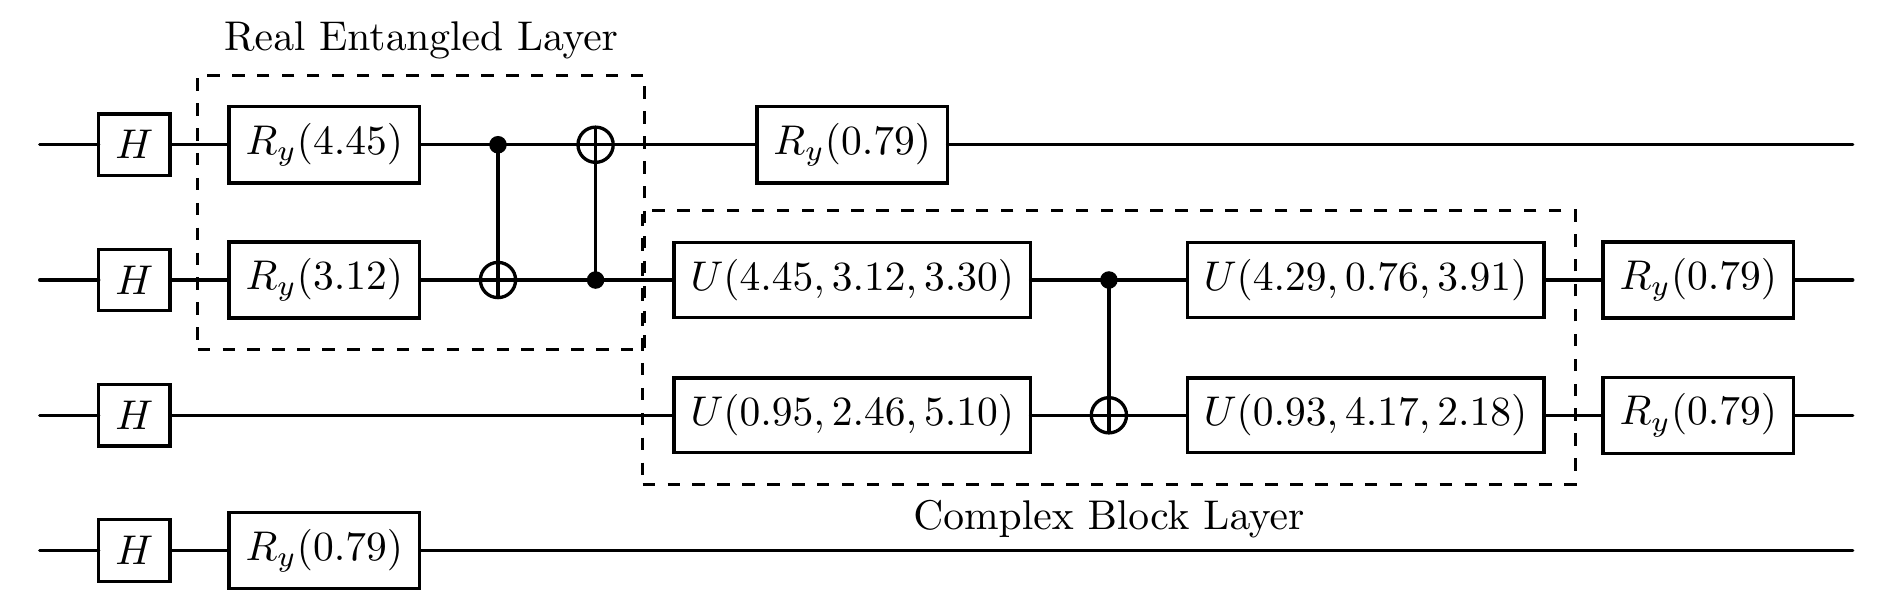 Real Entangled Layer
H R_y(4.45) R_y(0.79)
H R_y(3.12) U(4.45, 3.12, 3.30) U(4.29, 0.76, 3.91) R_y(0.79)
H U(0.95, 2.46, 5.10) U(0.93, 4.17, 2.18) R_y(0.79)
Complex Block Layer
H R_y(0.79)